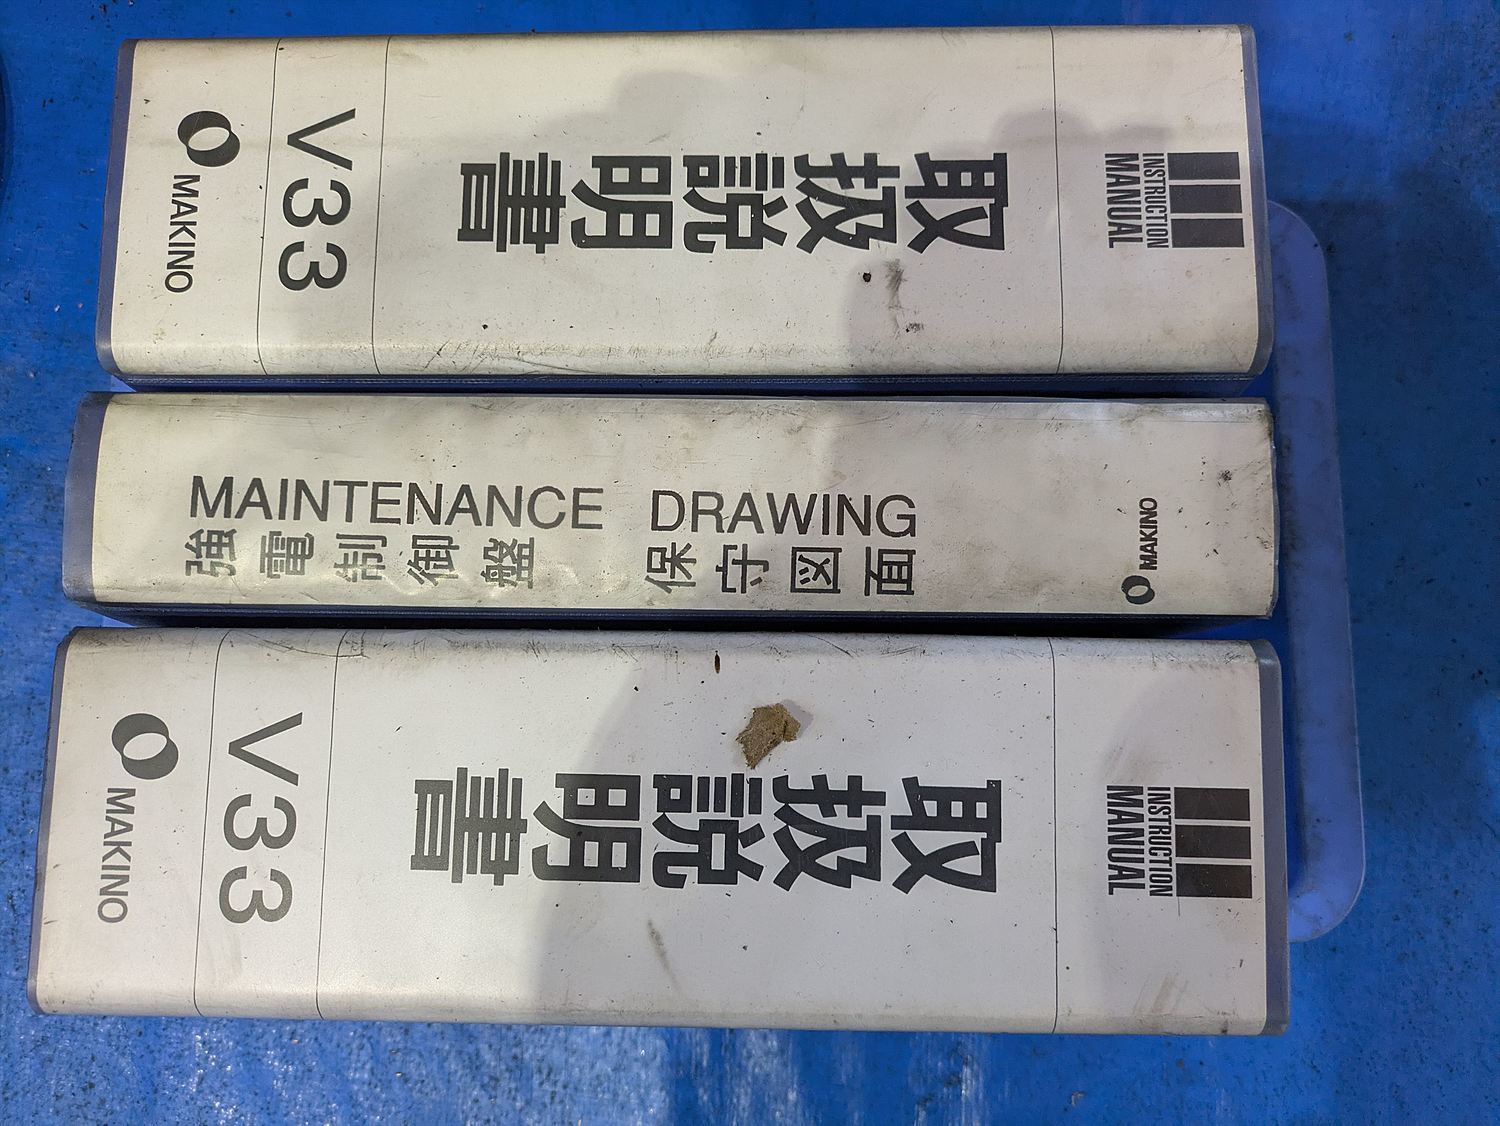 INSTRUCTION
MANUAL
取扱説明書
V33
MAKINO
MAINTENANCE DRAWING
強電制御盤 保守図面
MAKINO
INSTRUCTION
MANUAL
取扱説明書
V33
MAKINO